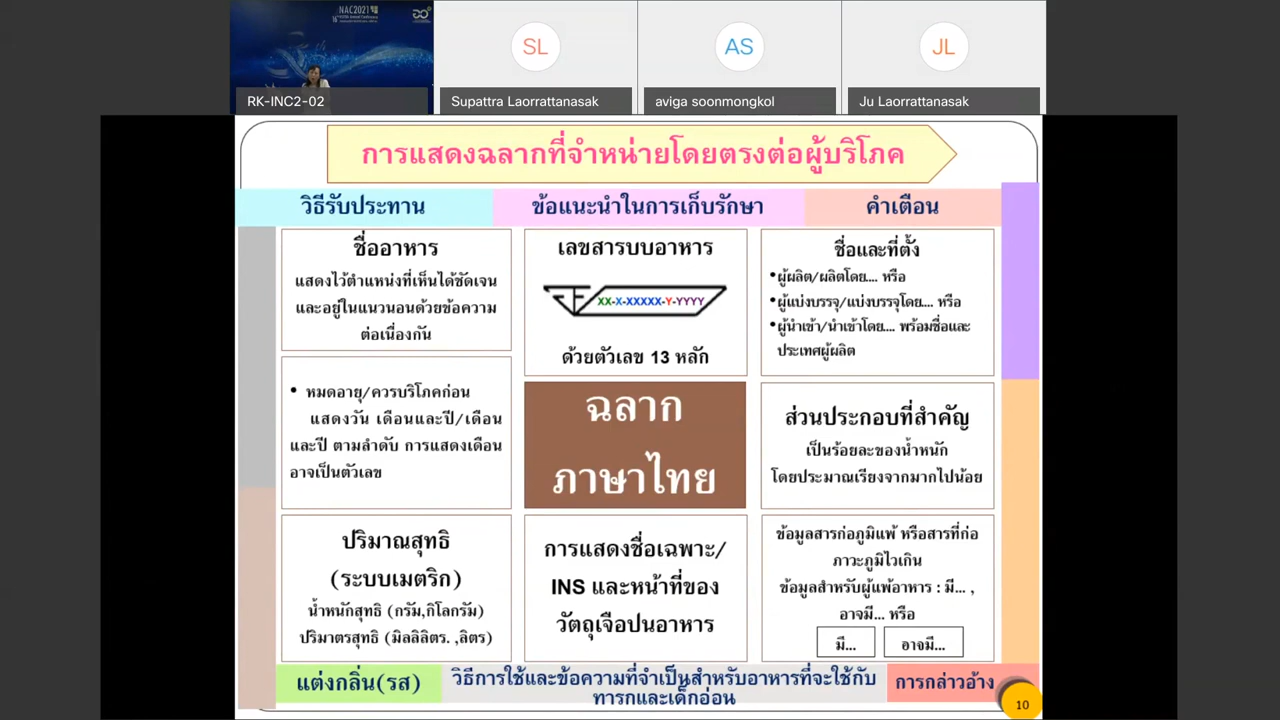 NAC2021
SL
AS
JL
RK-INC2-02
Supattra Laorrattanasak
aviga soonmongkol
Ju Laorrattanasak
การแสดงฉลากที่จำหน่ายโดยตรงต่อผู้บริโภค
วิธีรับประทาน
ข้อแนะนำในการเก็บรักษา
คำเตือน
ชื่ออาหาร
แสดงไว้ตำแหน่งที่เห็นได้ชัดเจน
และอยู่ในแนวนอนด้วยข้อความ
ต่อเนื่องกัน
เลขสารบบอาหาร
XX-X-XXXXX-Y-YYYY
ด้วยตัวเลข 13 หลัก
ชื่อและที่ตั้ง
•ผู้ผลิต/ผลิตโดย.... หรือ
•ผู้แบ่งบรรจุ/แบ่งบรรจุโดย.... หรือ
•ผู้นำเข้า/นำเข้าโดย.... พร้อมชื่อและ
ประเทศผู้ผลิต
• หมดอายุ/ควรบริโภคก่อน
แสดงวัน เดือนและปี/เดือน
และปี ตามลำดับ การแสดงเดือน
อาจเป็นตัวเลข
ฉลาก
ภาษาไทย
ส่วนประกอบที่สำคัญ
เป็นร้อยละของน้ำหนัก
โดยประมาณเรียงจากมากไปน้อย
ปริมาณสุทธิ
(ระบบเมตริก)
น้ำหนักสุทธิ (กรัม,กิโลกรัม)
ปริมาตรสุทธิ (มิลลิลิตร. ,ลิตร)
การแสดงชื่อเฉพาะ/
INS และหน้าที่ของ
วัตถุเจือปนอาหาร
ข้อมูลสารก่อภูมิแพ้ หรือสารที่ก่อ
ภาวะภูมิไวเกิน
ข้อมูลสำหรับผู้แพ้อาหาร : มี... ,
อาจมี... หรือ
มี...
อาจมี...
แต่งกลิ่น(รส)
วิธีการใช้และข้อความที่จำเป็นสำหรับอาหารที่จะใช้กับ
ทารกและเด็กอ่อน
การกล่าวอ้าง
10